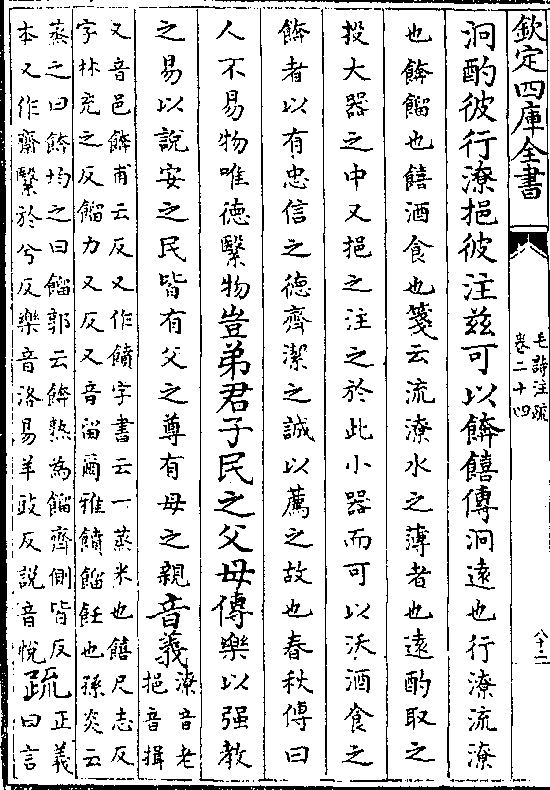 欽定四庫全書
毛詩注疏
卷二十四
八十二
泂酌彼行潦挹彼注兹可以餴饎傳泂遠也行潦流潦
也餴餾也饎酒食也箋云流潦水之薄者也遠酌取之
投大器之中又挹之注之於此小器而可以沃酒食之
餴者以有忠信之德齊潔之誠以薦之故也春秋傳曰
人不易物唯德繄物豈弟君子民之父母傳樂以强教
之易以說安之民皆有父之尊有母之親音義潦音老
挹音揖
又音邑餴甫云反又作饙字書云一蒸米也饎尺志反
字林充之反餾力又反又音留爾雅饙餾飪也孫炎云
蒸之曰餴均之曰餾郭云餴熟為餾齊側皆反
本又作齋繄於兮反樂音洛易羊豉反説音悦疏正義
曰言